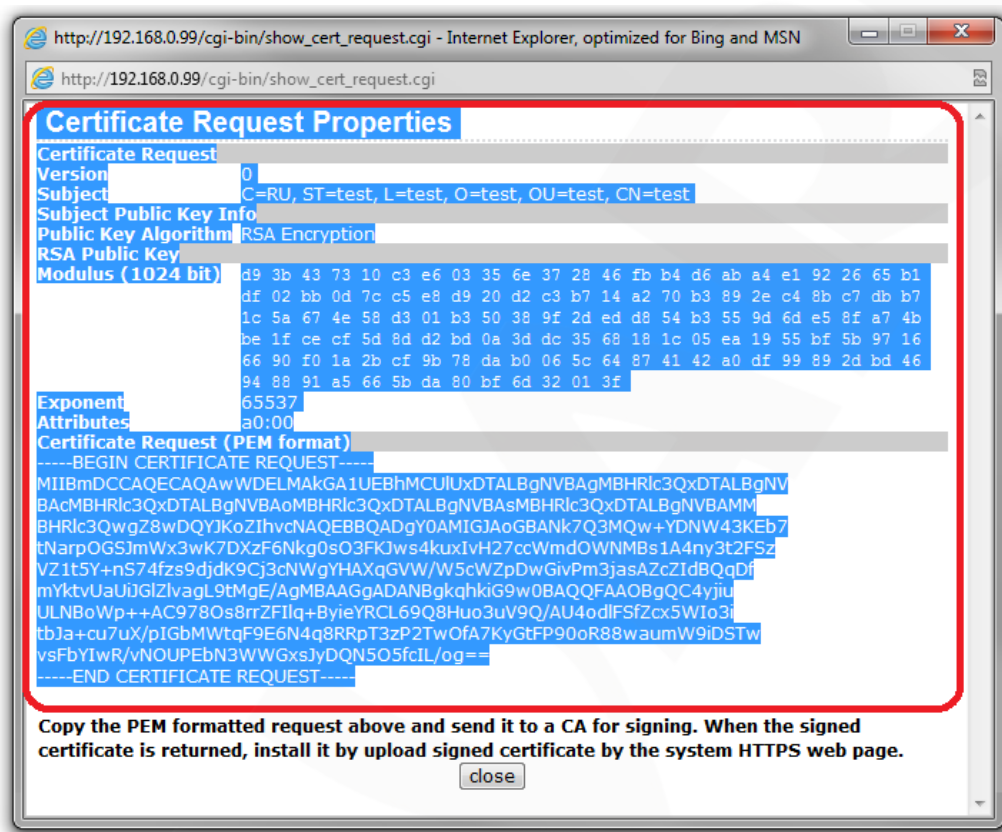 http://192.168.0.99/cgi-bin/show_cert_request.cgi - Internet Explorer, optimized for Bing and MSN
http://192.168.0.99/cgi-bin/show_cert_request.cgi
Certificate Request Properties
Certificate Request
Version 0
Subject C=RU, ST=test, L=test, O=test, OU=test, CN=test
Subject Public Key Info
Public Key Algorithm RSA Encryption
RSA Public Key
Modulus (1024 bit) d9 3b 43 73 10 c3 e6 03 35 6e 37 28 46 fb b4 d6 ab a4 e1 92 26 65 b1
df 02 bb 0d 7c c5 e8 d9 20 d2 c3 b7 14 a2 70 b3 89 2e c4 8b c7 db b7
1c 5a 67 4e 58 d3 01 b3 50 38 9f 2d ed d8 54 b3 55 9d 6d e5 8f a7 4b
be 1f ce cf 5d 8d d2 bd 0a 3d dc 35 68 18 1c 05 ea 19 55 bf 5b 97 16
66 90 f0 1a 2b cf 9b 78 da b0 06 5c 64 87 41 42 a0 df 99 89 2d bd 46
94 88 91 a5 66 5b da 80 bf 6d 32 01 3f
Exponent 65537
Attributes a0:00
Certificate Request (PEM format)
-----BEGIN CERTIFICATE REQUEST-----
MIIBmDCCAQECAQAwWDELMAkGA1UEBhMCUlUxDTALBgNVBAgMBHRlc3QxDTALBgNV
BAcMBHRlc3QxDTALBgNVBAoMBHRlc3QxDTALBgNVBAsMBHRlc3QxDTALBgNVBAMM
BHRlc3QwgZ8wDQYJKoZIhvcNAQEBBQADgY0AMIGJAoGBANk7Q3MQw+YDNW43KEb7
tNarpOGSJmWx3wK7DXzF6Nkg0sO3FKJws4kuxIvH27ccWmdOWNMBs1A4ny3t2FSz
VZ1t5Y+nS74fzs9djdK9Cj3cNWgYHAXqGVW/W5cWZpDwGivPm3jasAZcZIdBQqDf
mYktvUaUiJGlZlvagL9tMgE/AgMBAAGgADANBgkqhkiG9w0BAQQFAAOBgQC4yjiu
ULNBoWp++AC978Os8rrZFIlq+ByieYRCL69Q8Huo3uV9Q/AU4odlFSfZcx5WIo3i
tbJa+cu7uX/pIGbMWtqF9E6N4q8RRpT3zP2TwOfA7KyGtFP90oR88waumW9iDSTw
vsFbYIwR/vNOUPEbN3WWGxsJyDQN5O5fcIL/og==
-----END CERTIFICATE REQUEST-----
Copy the PEM formatted request above and send it to a CA for signing. When the signed
certificate is returned, install it by upload signed certificate by the system HTTPS web page.
close